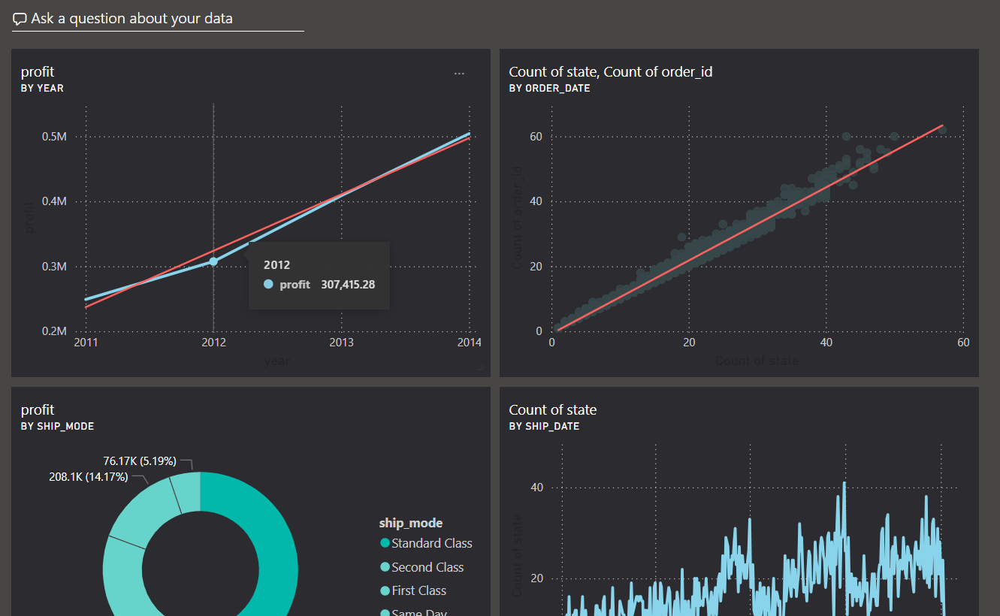 Ask a question about your data
profit
BY YEAR
...
0.5M
0.4M
0.3M
0.2M
profit
2011
2012
2013
2014
year
2012
profit 307,415.28
Count of state, Count of order_id
BY ORDER_DATE
60
40
20
0
Count of order_id
0
20
40
60
Count of state
profit
BY SHIP_MODE
76.17K (5.19%)
208.1K (14.17%)
ship_mode
Standard Class
Second Class
First Class
Same Day
Count of state
BY SHIP_DATE
40
20
Count of state